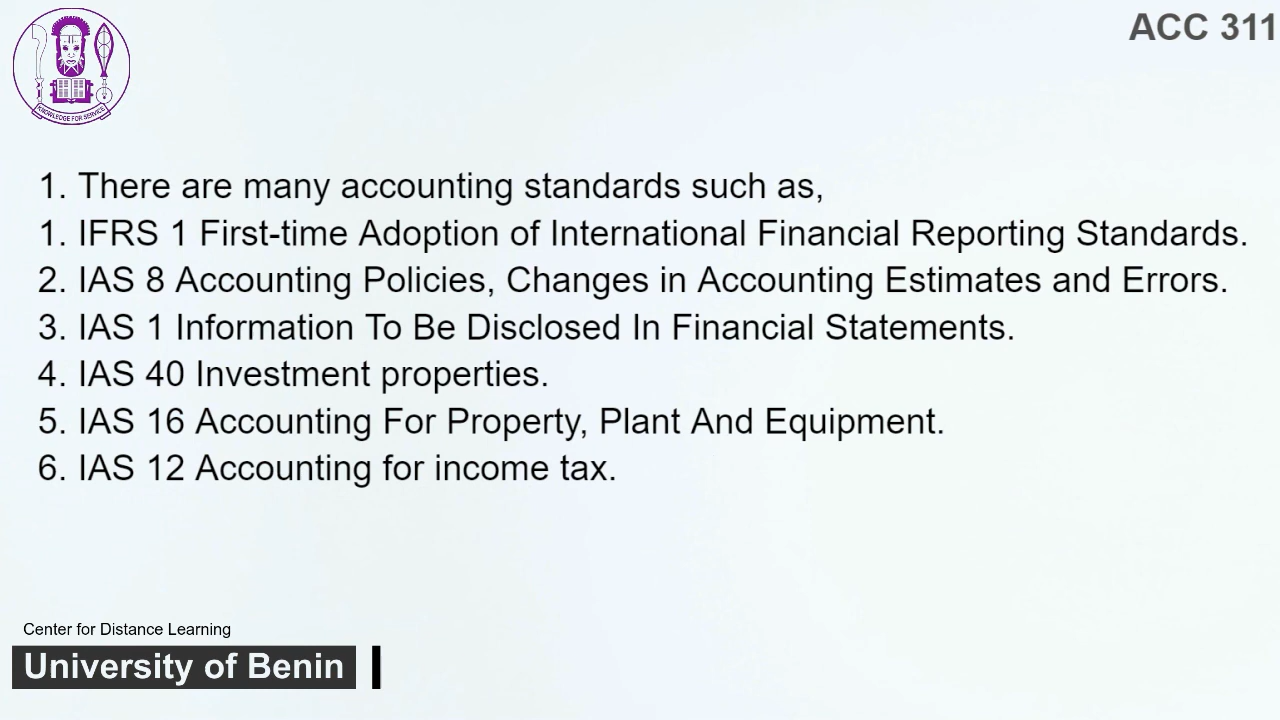 ACC 311
KNOWLEDGE FOR SERVICE
1. There are many accounting standards such as,
1. IFRS 1 First-time Adoption of International Financial Reporting Standards.
2. IAS 8 Accounting Policies, Changes in Accounting Estimates and Errors.
3. IAS 1 Information To Be Disclosed In Financial Statements.
4. IAS 40 Investment properties.
5. IAS 16 Accounting For Property, Plant And Equipment.
6. IAS 12 Accounting for income tax.
Center for Distance Learning
University of Benin